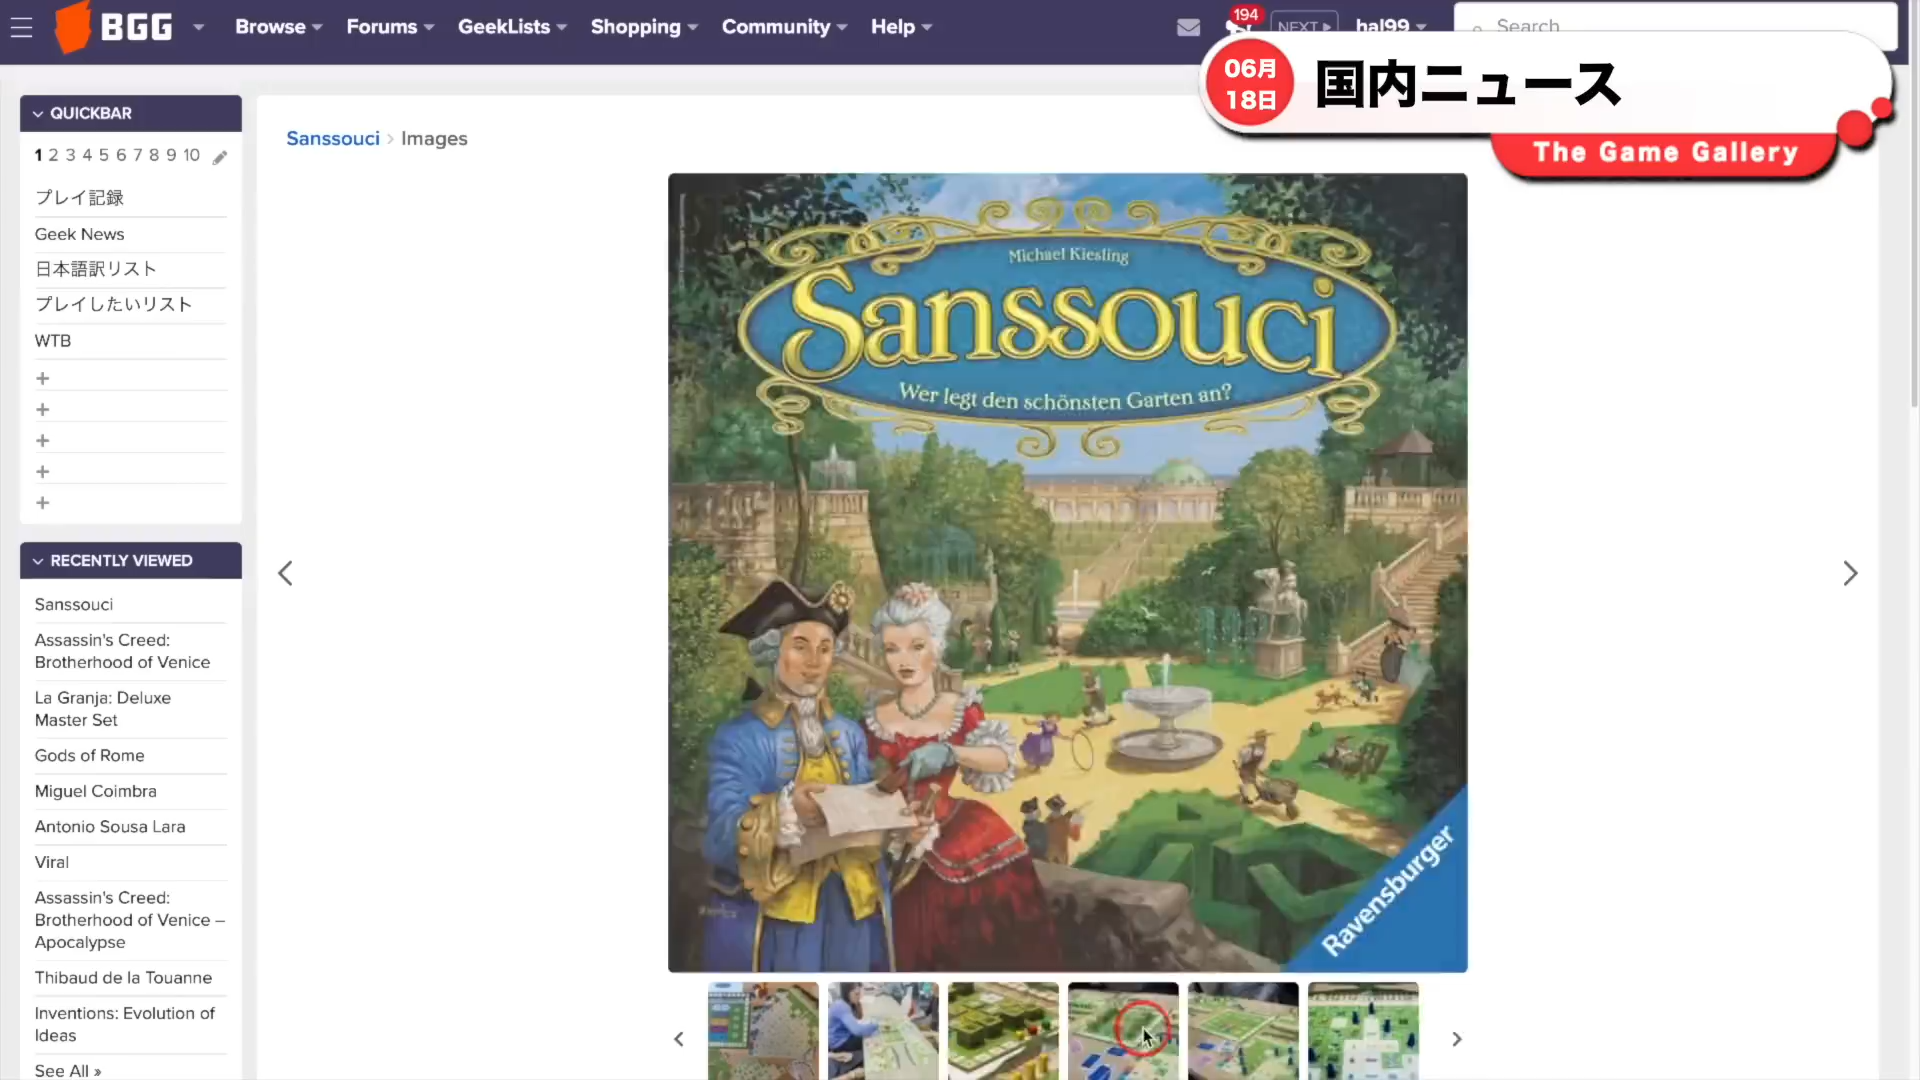 BGG
Browse
Forums
GeekLists
Shopping
Community
Help
194
NEXT
hal99
Search
06月
18日
国内ニュース
The Game Gallery
QUICKBAR
1 2 3 4 5 6 7 8 9 10
プレイ記録
Geek News
日本語訳リスト
プレイしたいリスト
WTB
+
+
+
+
+
RECENTLY VIEWED
Sanssouci
Assassin's Creed:
Brotherhood of Venice
La Granja: Deluxe
Master Set
Gods of Rome
Miguel Coimbra
Antonio Sousa Lara
Viral
Assassin's Creed:
Brotherhood of Venice –
Apocalypse
Thibaud de la Touanne
Inventions: Evolution of
Ideas
See All »
Sanssouci > Images
Michael Kiesling
Sanssouci
Wer legt den schönsten Garten an?
Ravensburger